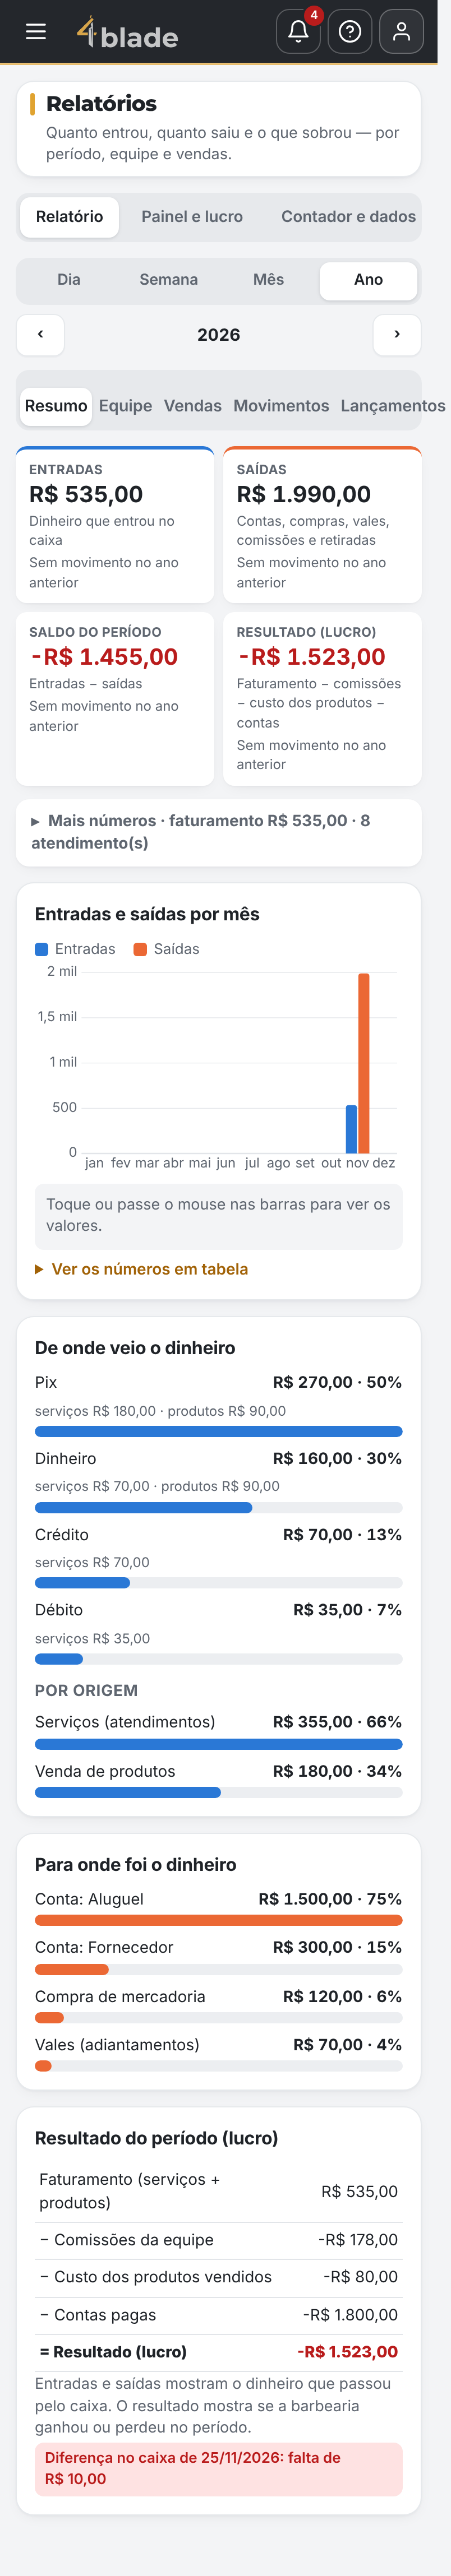 4blade
4
Relatórios
Quanto entrou, quanto saiu e o que sobrou — por
período, equipe e vendas.
Relatório Painel e lucro Contador e dados
Dia Semana Mês Ano
‹ 2026 ›
Resumo Equipe Vendas Movimentos Lançamentos
ENTRADAS
R$ 535,00
Dinheiro que entrou no
caixa
Sem movimento no ano
anterior
SAÍDAS
R$ 1.990,00
Contas, compras, vales,
comissões e retiradas
Sem movimento no ano
anterior
SALDO DO PERÍODO
-R$ 1.455,00
Entradas − saídas
Sem movimento no ano
anterior
RESULTADO (LUCRO)
-R$ 1.523,00
Faturamento − comissões
− custo dos produtos −
contas
Sem movimento no ano
anterior
▸ Mais números · faturamento R$ 535,00 · 8
atendimento(s)
Entradas e saídas por mês
Entradas Saídas
2 mil
1,5 mil
1 mil
500
0
jan fev mar abr mai jun jul ago set out nov dez
Toque ou passe o mouse nas barras para ver os
valores.
▸ Ver os números em tabela
De onde veio o dinheiro
Pix R$ 270,00 · 50%
serviços R$ 180,00 · produtos R$ 90,00
Dinheiro R$ 160,00 · 30%
serviços R$ 70,00 · produtos R$ 90,00
Crédito R$ 70,00 · 13%
serviços R$ 70,00
Débito R$ 35,00 · 7%
serviços R$ 35,00
POR ORIGEM
Serviços (atendimentos) R$ 355,00 · 66%
Venda de produtos R$ 180,00 · 34%
Para onde foi o dinheiro
Conta: Aluguel R$ 1.500,00 · 75%
Conta: Fornecedor R$ 300,00 · 15%
Compra de mercadoria R$ 120,00 · 6%
Vales (adiantamentos) R$ 70,00 · 4%
Resultado do período (lucro)
Faturamento (serviços +
produtos) R$ 535,00
− Comissões da equipe -R$ 178,00
− Custo dos produtos vendidos -R$ 80,00
− Contas pagas -R$ 1.800,00
= Resultado (lucro) -R$ 1.523,00
Entradas e saídas mostram o dinheiro que passou
pelo caixa. O resultado mostra se a barbearia
ganhou ou perdeu no período.
Diferença no caixa de 25/11/2026: falta de
R$ 10,00